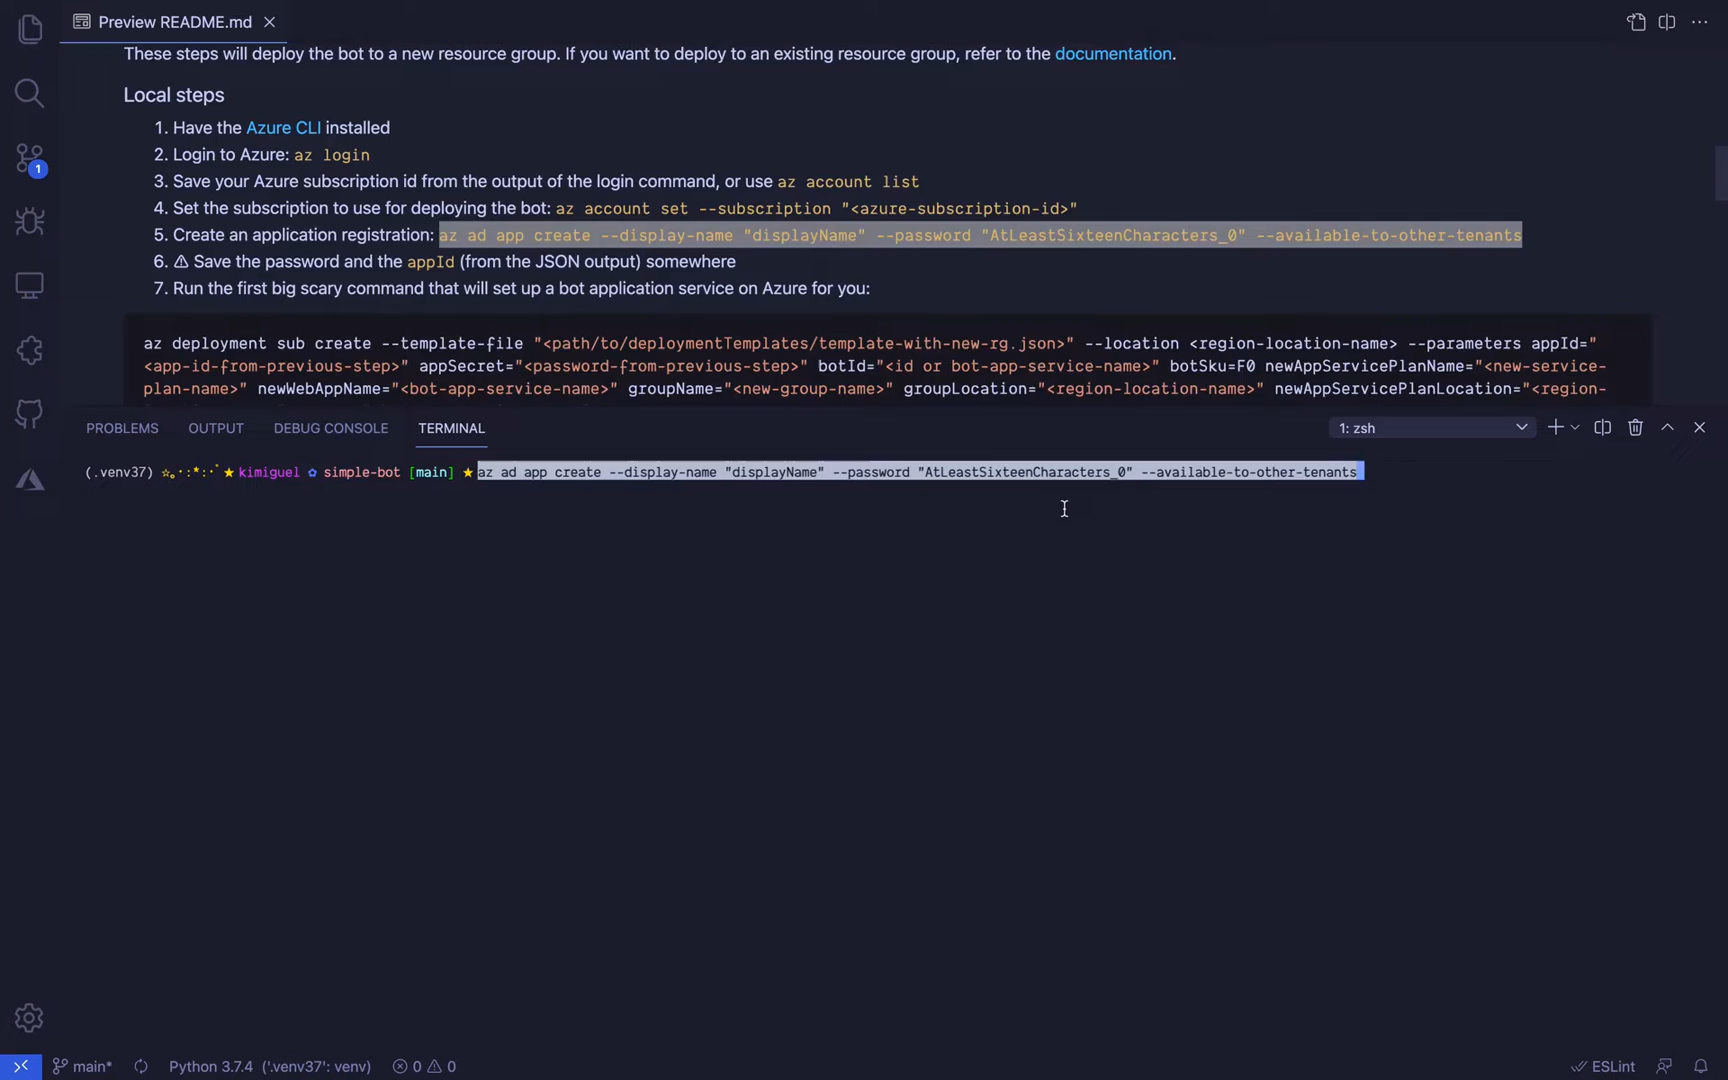 Preview README.md
These steps will deploy the bot to a new resource group. If you want to deploy to an existing resource group, refer to the documentation.
Local steps
1. Have the Azure CLI installed
2. Login to Azure: az login
3. Save your Azure subscription id from the output of the login command, or use az account list
4. Set the subscription to use for deploying the bot: az account set --subscription "<azure-subscription-id>"
5. Create an application registration: az ad app create --display-name "displayName" --password "AtLeastSixteenCharacters_0" --available-to-other-tenants
6. ⚠ Save the password and the appId (from the JSON output) somewhere
7. Run the first big scary command that will set up a bot application service on Azure for you:
az deployment sub create --template-file "<path/to/deploymentTemplates/template-with-new-rg.json>" --location <region-location-name> --parameters appId="
<app-id-from-previous-step>" appSecret="<password-from-previous-step>" botId="<id or bot-app-service-name>" botSku=F0 newAppServicePlanName="<new-service-
plan-name>" newWebAppName="<bot-app-service-name>" groupName="<new-group-name>" groupLocation="<region-location-name>" newAppServicePlanLocation="<region-
1
PROBLEMS OUTPUT DEBUG CONSOLE TERMINAL 1: zsh
(.venv37) ☆｡･:*:･ﾟ★ kimiguel ✿ simple-bot [main] ★ az ad app create --display-name "displayName" --password "AtLeastSixteenCharacters_0" --available-to-other-tenants
main* Python 3.7.4 ('.venv37': venv) 0 0 ESLint